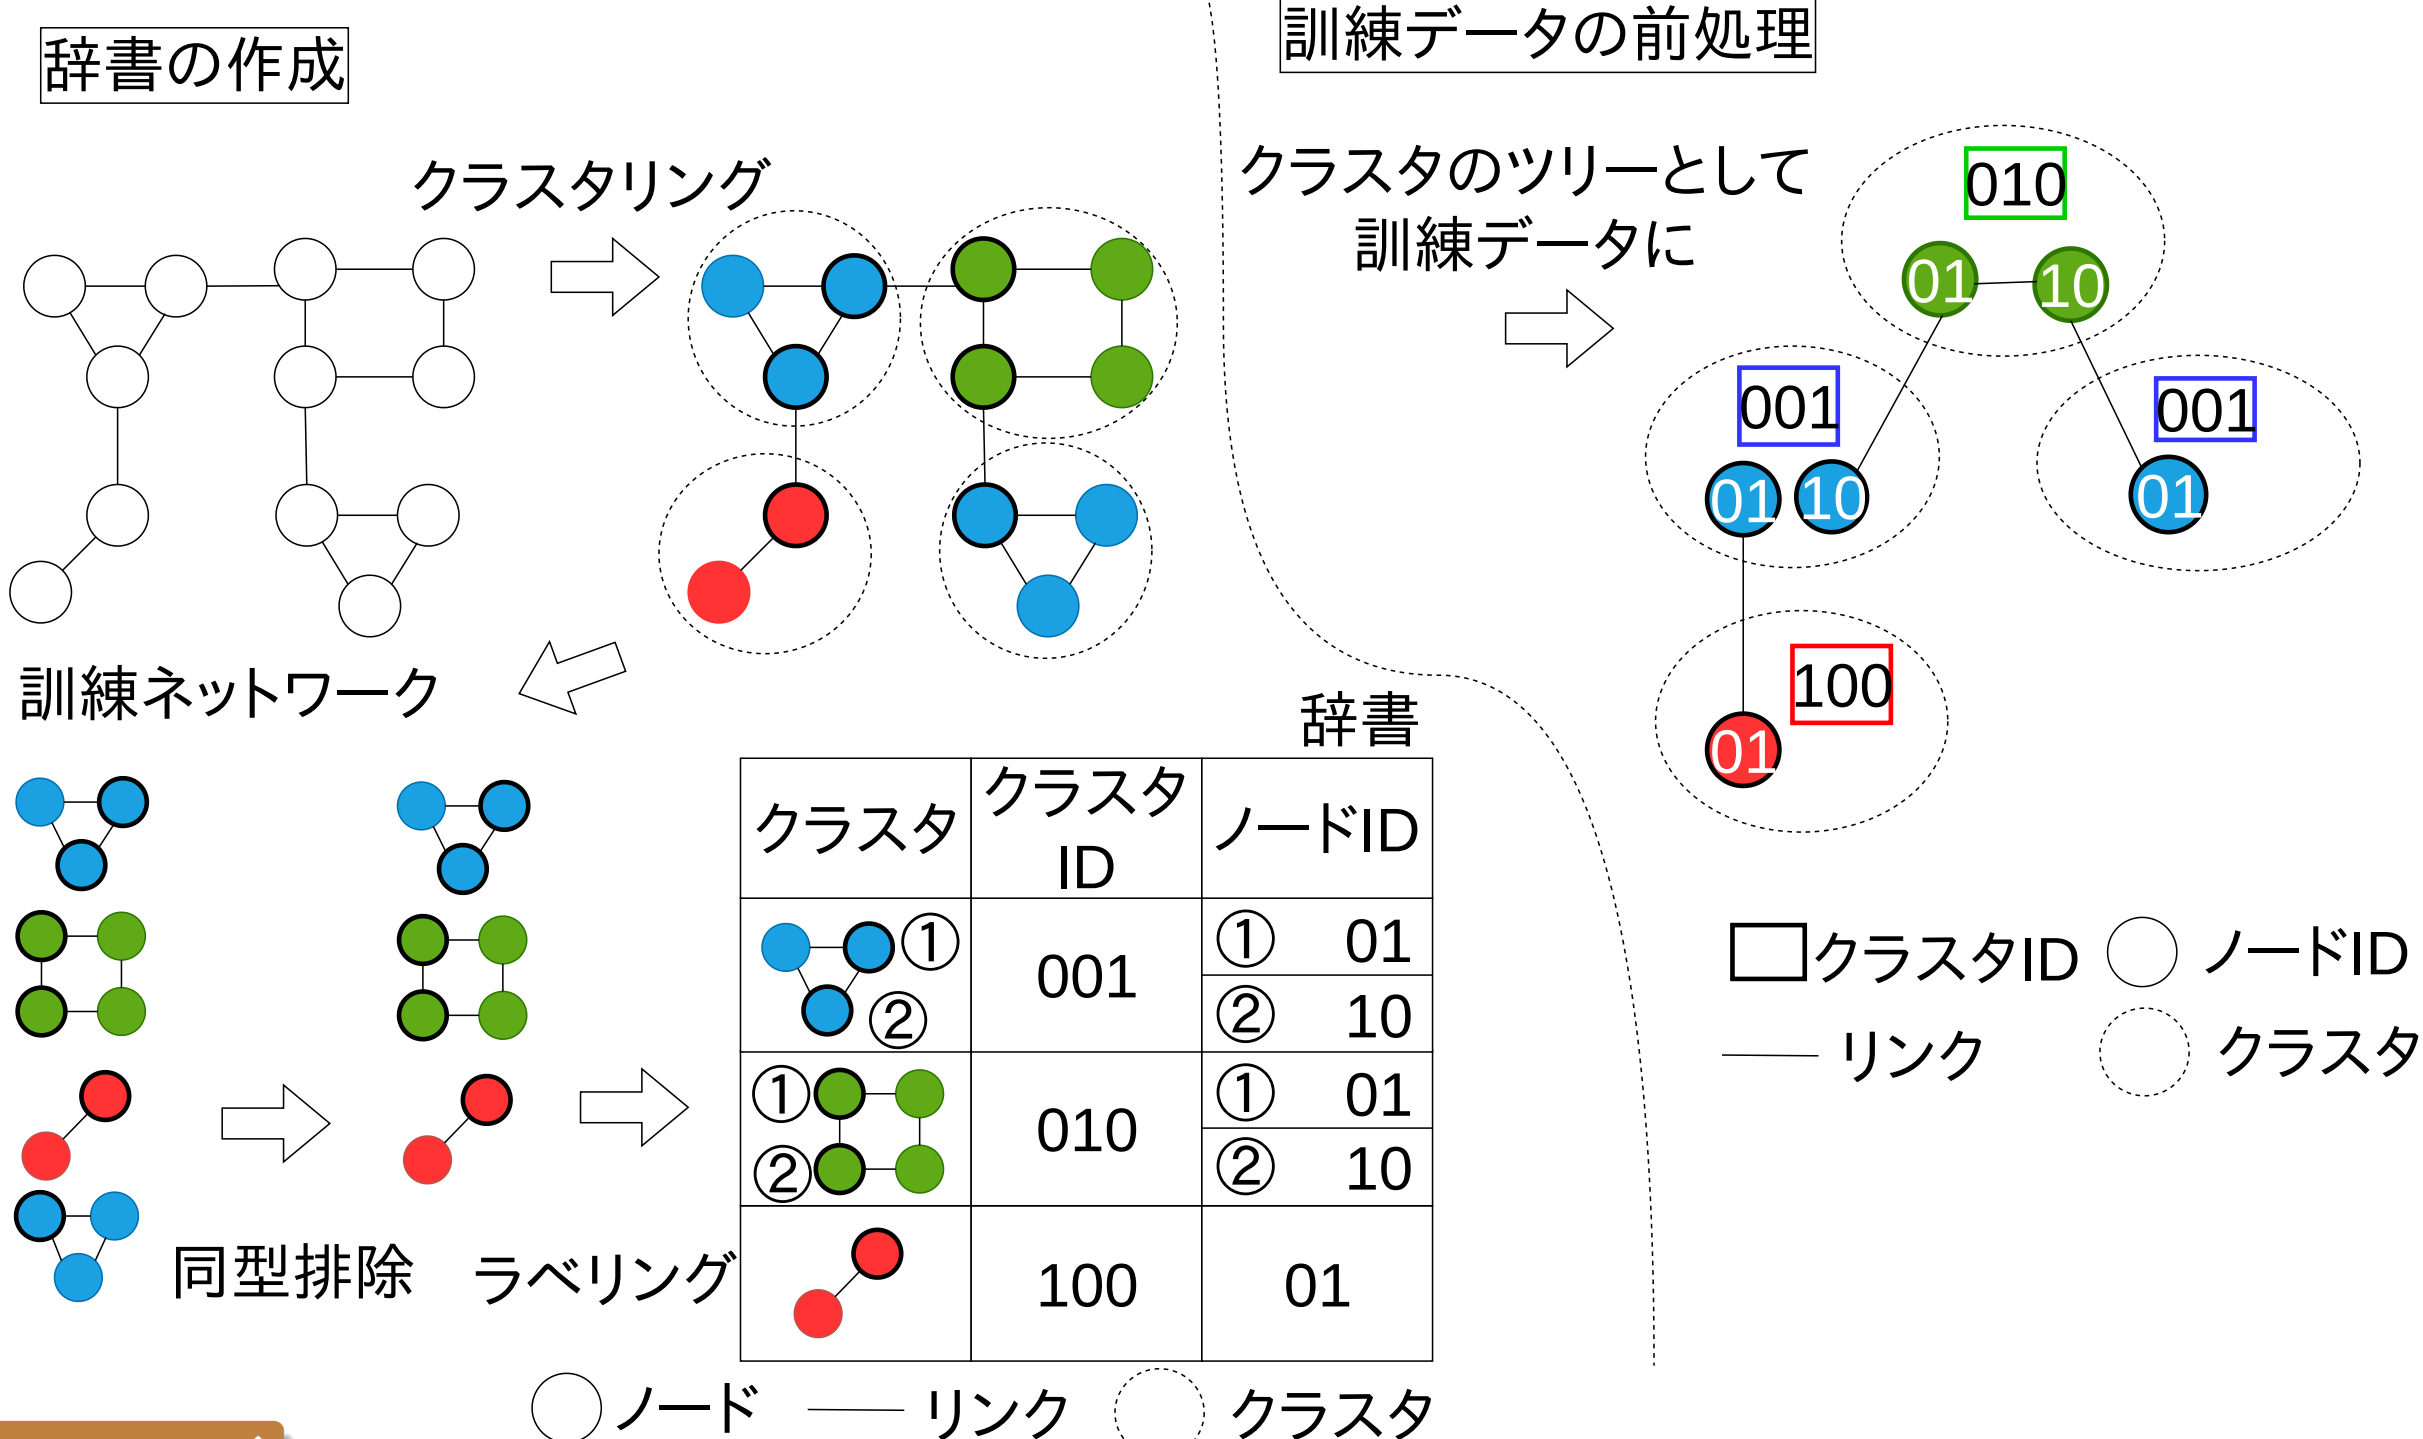 辞書の作成
訓練データの前処理
クラスタリング
クラスタのツリーとして
訓練データに
010
01 10
001
001
01 10
01
100
01
訓練ネットワーク
同型排除
ラベリング
辞書
クラスタ
クラスタ
ID
ノードID
① ②
001
① 01
② 10
① ②
010
① 01
② 10
100
01
ノード
リンク
クラスタ
クラスタID
ノードID
リンク
クラスタ